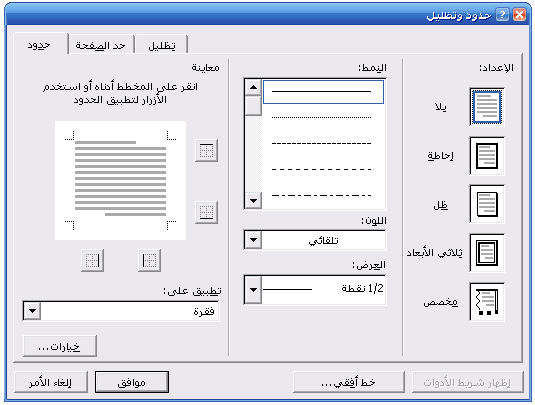 حدود وتظليل
حدود
حد الصفحة
تظليل
الإعداد:
بلا
إحاطة
ظل
ثلاثي الأبعاد
مخصص
النمط:
اللون:
تلقائي
العرض:
1/2 نقطة
معاينة
انقر على المخطط أدناه أو استخدم
الأزرار لتطبيق الحدود
تطبيق على:
فقرة
خيارات...
إظهار شريط الأدوات
خط أفقي...
موافق
إلغاء الأمر